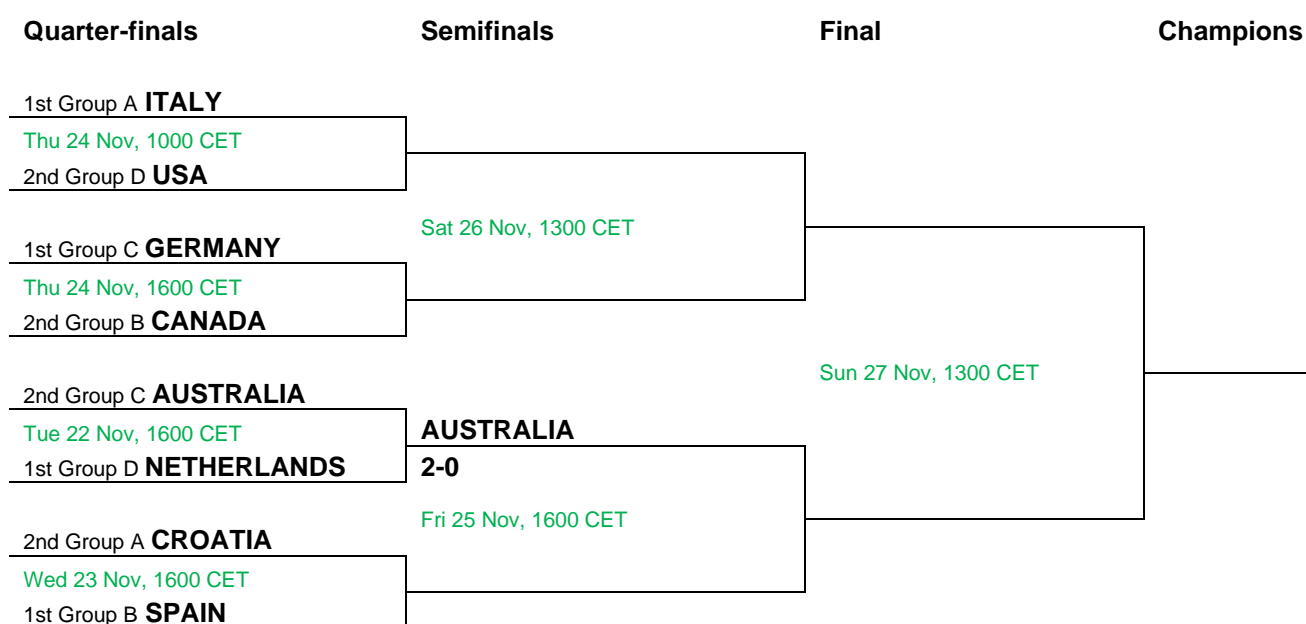 Quarter-finals Semifinals Final Champions
1st Group A ITALY
Thu 24 Nov, 1000 CET
2nd Group D USA
Sat 26 Nov, 1300 CET
1st Group C GERMANY
Thu 24 Nov, 1600 CET
2nd Group B CANADA
Sun 27 Nov, 1300 CET
2nd Group C AUSTRALIA
Tue 22 Nov, 1600 CET
AUSTRALIA
1st Group D NETHERLANDS
2-0
Fri 25 Nov, 1600 CET
2nd Group A CROATIA
Wed 23 Nov, 1600 CET
1st Group B SPAIN